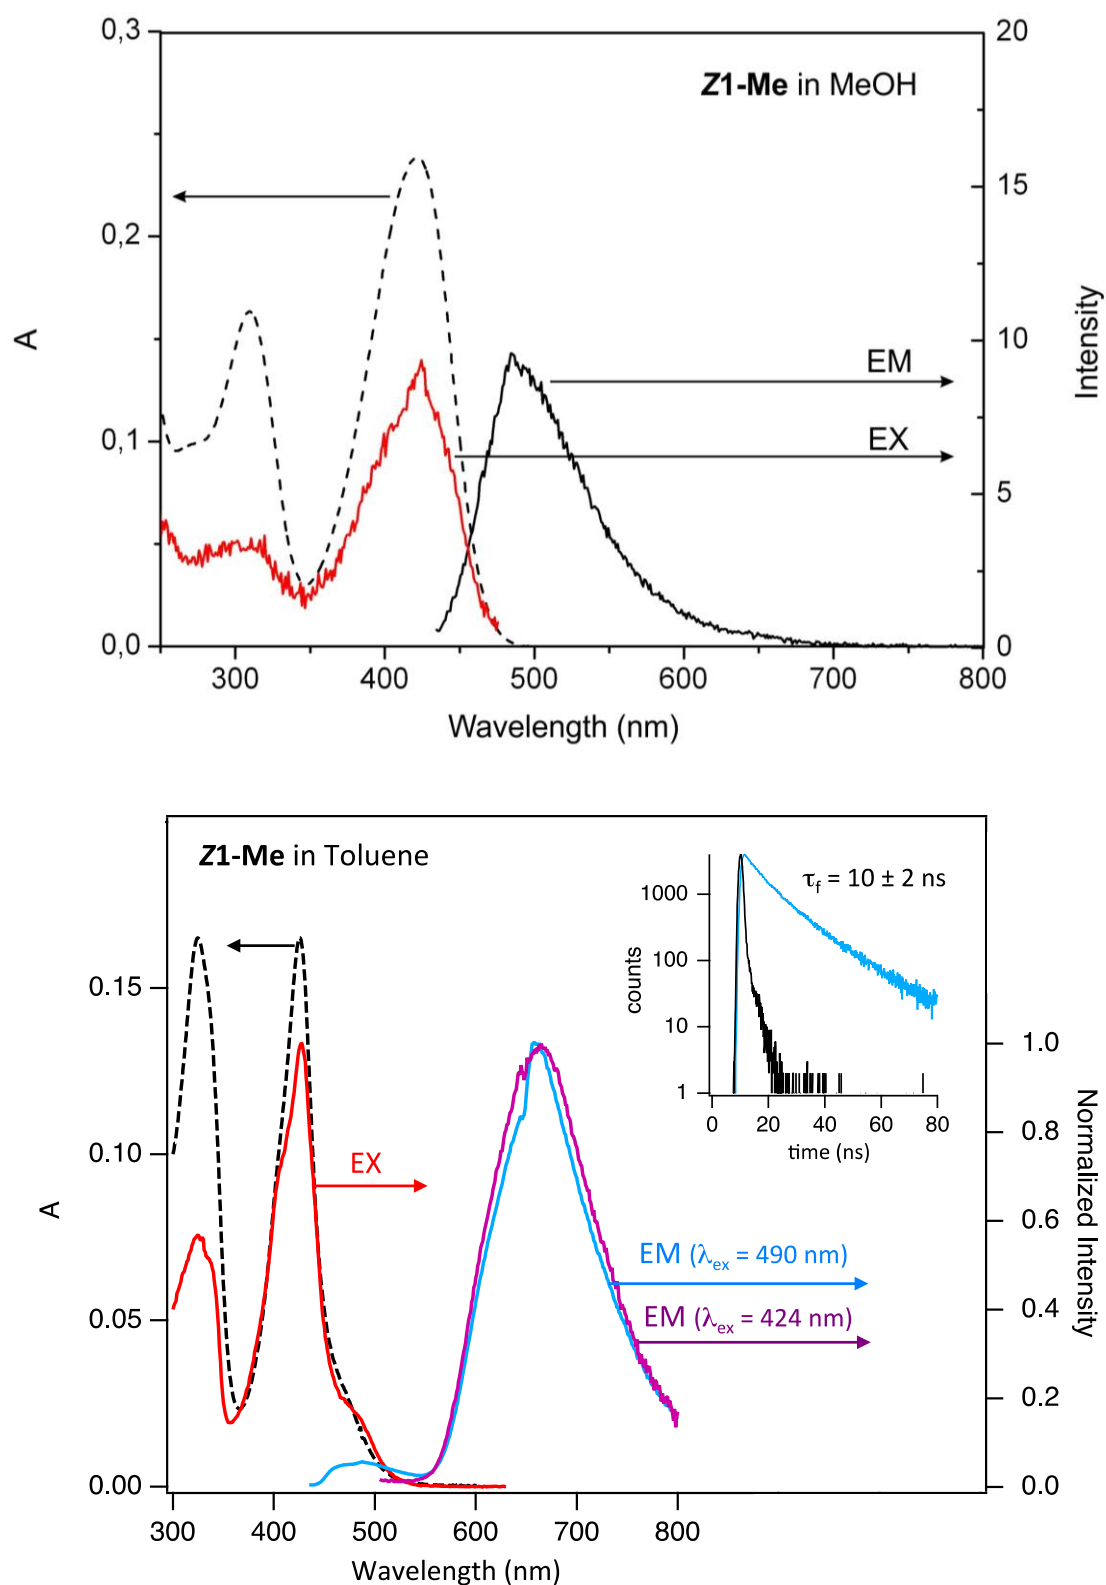 0,3
20
Z1-Me in MeOH
15
0,2
A
10
EM
Intensity
EX
0,1
5
0,0
0
300 400 500 600 700 800
Wavelength (nm)
Z1-Me in Toluene
τf = 10 ± 2 ns
1000
100
counts
10
1
0 20 40 60 80
time (ns)
0.15
1.0
0.10
0.8
EX
A
0.6
Normalized Intensity
EM (λex = 490 nm)
0.05
0.4
EM (λex = 424 nm)
0.2
0.00
0.0
300 400 500 600 700 800
Wavelength (nm)